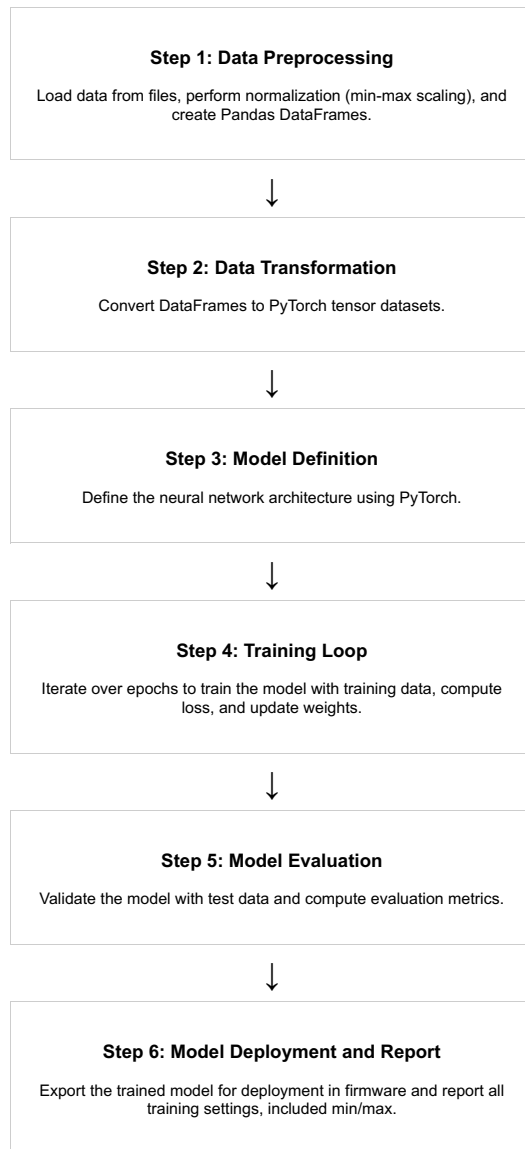 Step 1: Data Preprocessing
Load data from files, perform normalization (min-max scaling), and
create Pandas DataFrames.
↓
Step 2: Data Transformation
Convert DataFrames to PyTorch tensor datasets.
↓
Step 3: Model Definition
Define the neural network architecture using PyTorch.
↓
Step 4: Training Loop
Iterate over epochs to train the model with training data, compute
loss, and update weights.
↓
Step 5: Model Evaluation
Validate the model with test data and compute evaluation metrics.
↓
Step 6: Model Deployment and Report
Export the trained model for deployment in firmware and report all
training settings, included min/max.